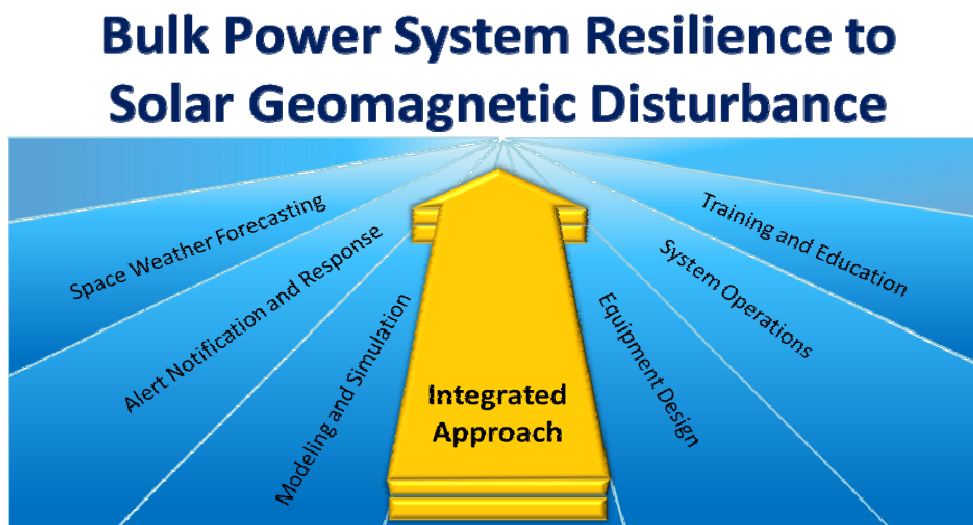 Bulk Power System Resilience to
Solar Geomagnetic Disturbance
Space Weather Forecasting
Alert Notification and Response
Modeling and Simulation
Integrated
Approach
Equipment Design
System Operations
Training and Education